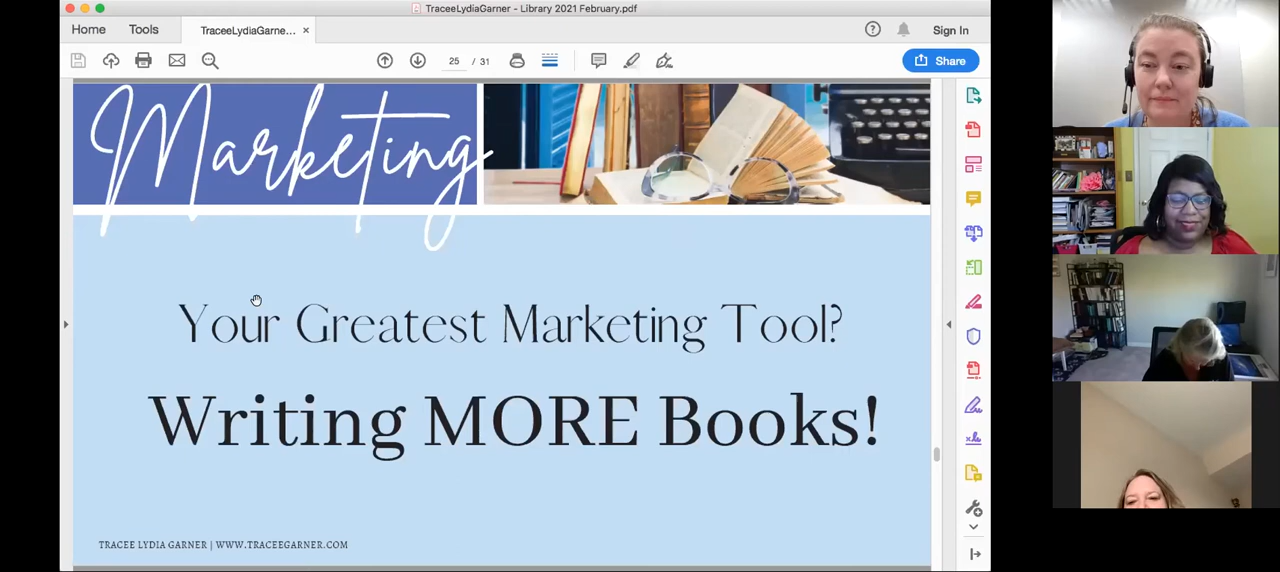 TraceeLydiaGarner - Library 2021 February.pdf
Home Tools TraceeLydiaGarne... × Sign In
25 / 31 Share
Marketing
Your Greatest Marketing Tool?
Writing MORE Books!
TRACEE LYDIA GARNER | WWW.TRACEEGARNER.COM